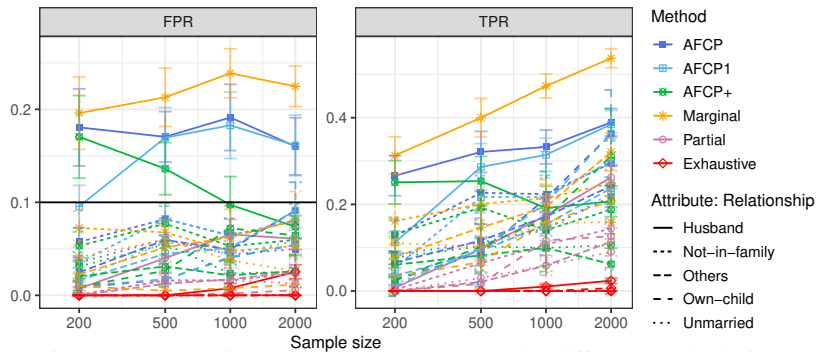 FPR
TPR
0.2
0.1
0.0
0.4
0.2
0.0
200 500 1000 2000
200 500 1000 2000
Sample size
Method
AFCP
AFCP1
AFCP+
Marginal
Partial
Exhaustive
Attribute: Relationship
Husband
Not-in-family
Others
Own-child
Unmarried